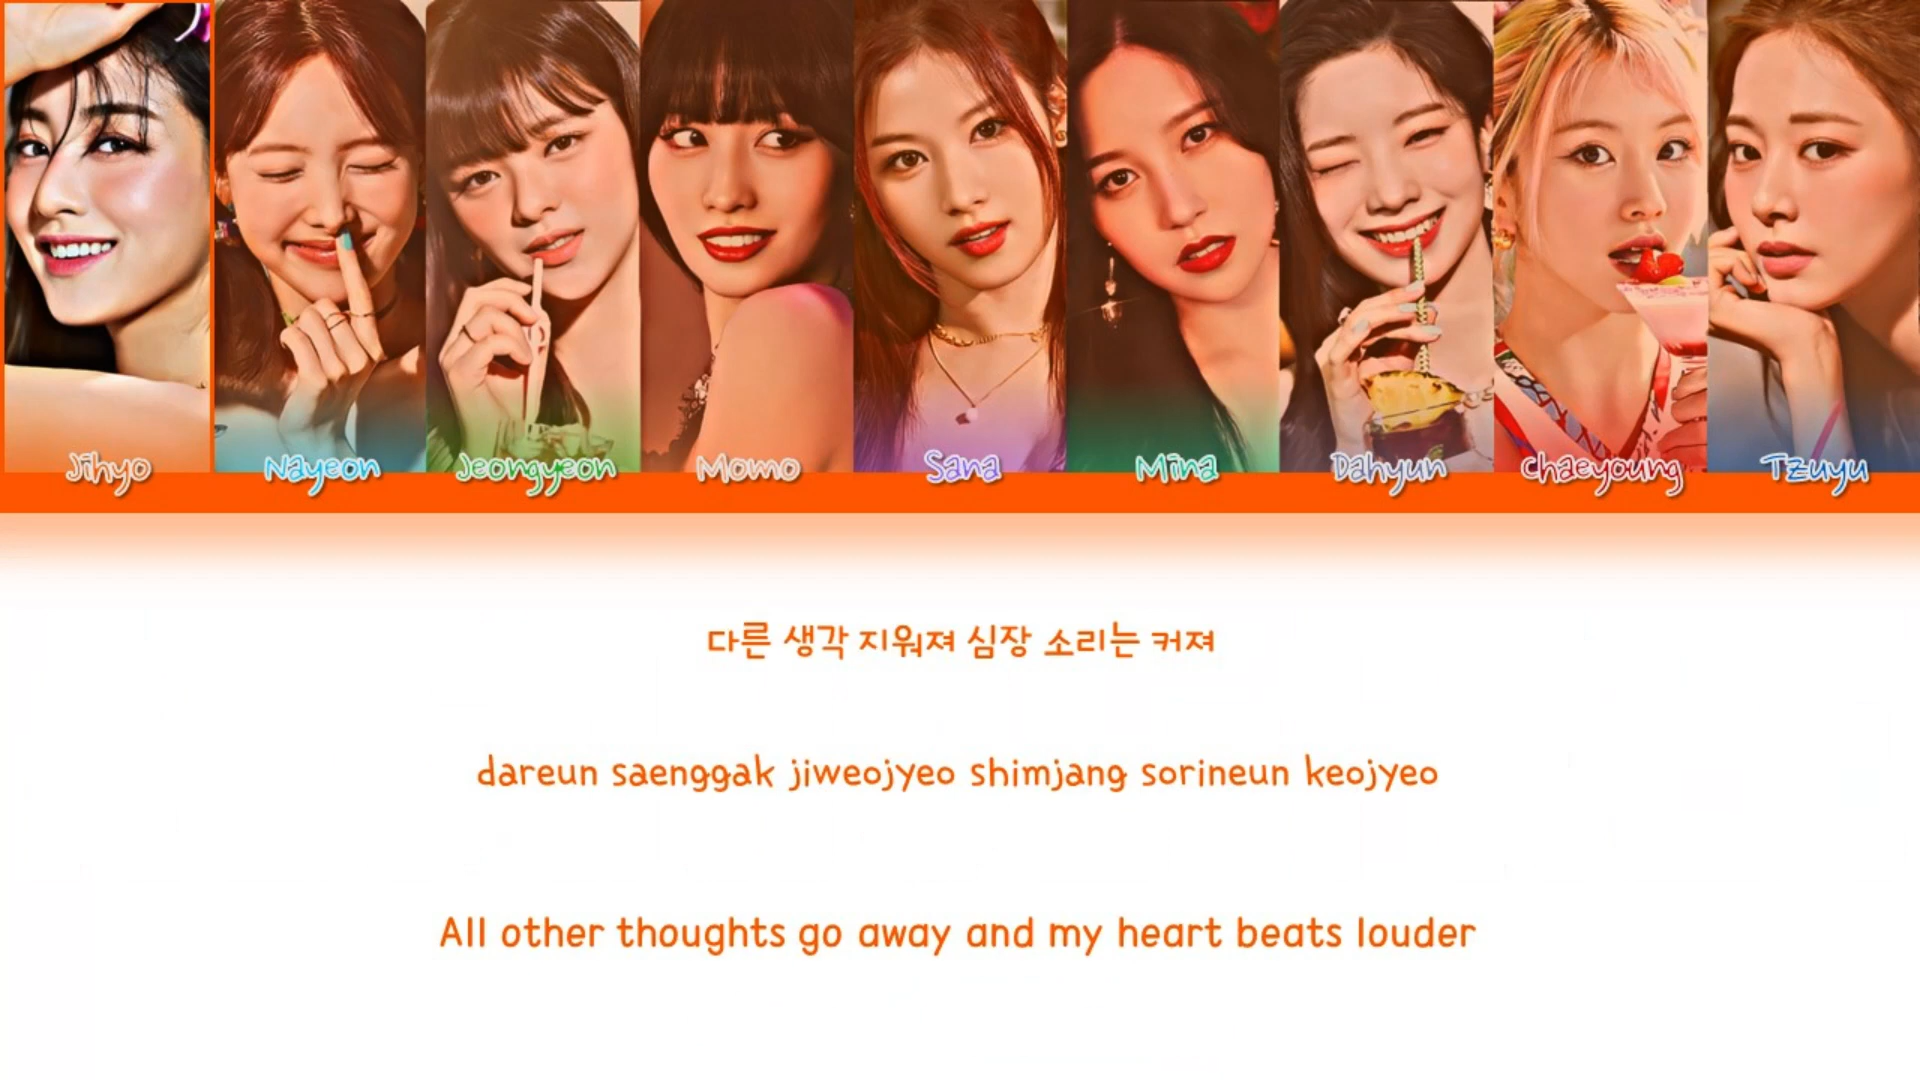 Jihyo Nayeon Jeongyeon Momo Sana Mina Dahyun Chaeyoung Tzuyu
다른 생각 지워져 심장 소리는 커져
dareun saenggak jiweojyeo shimjang sorineun keojyeo
All other thoughts go away and my heart beats louder